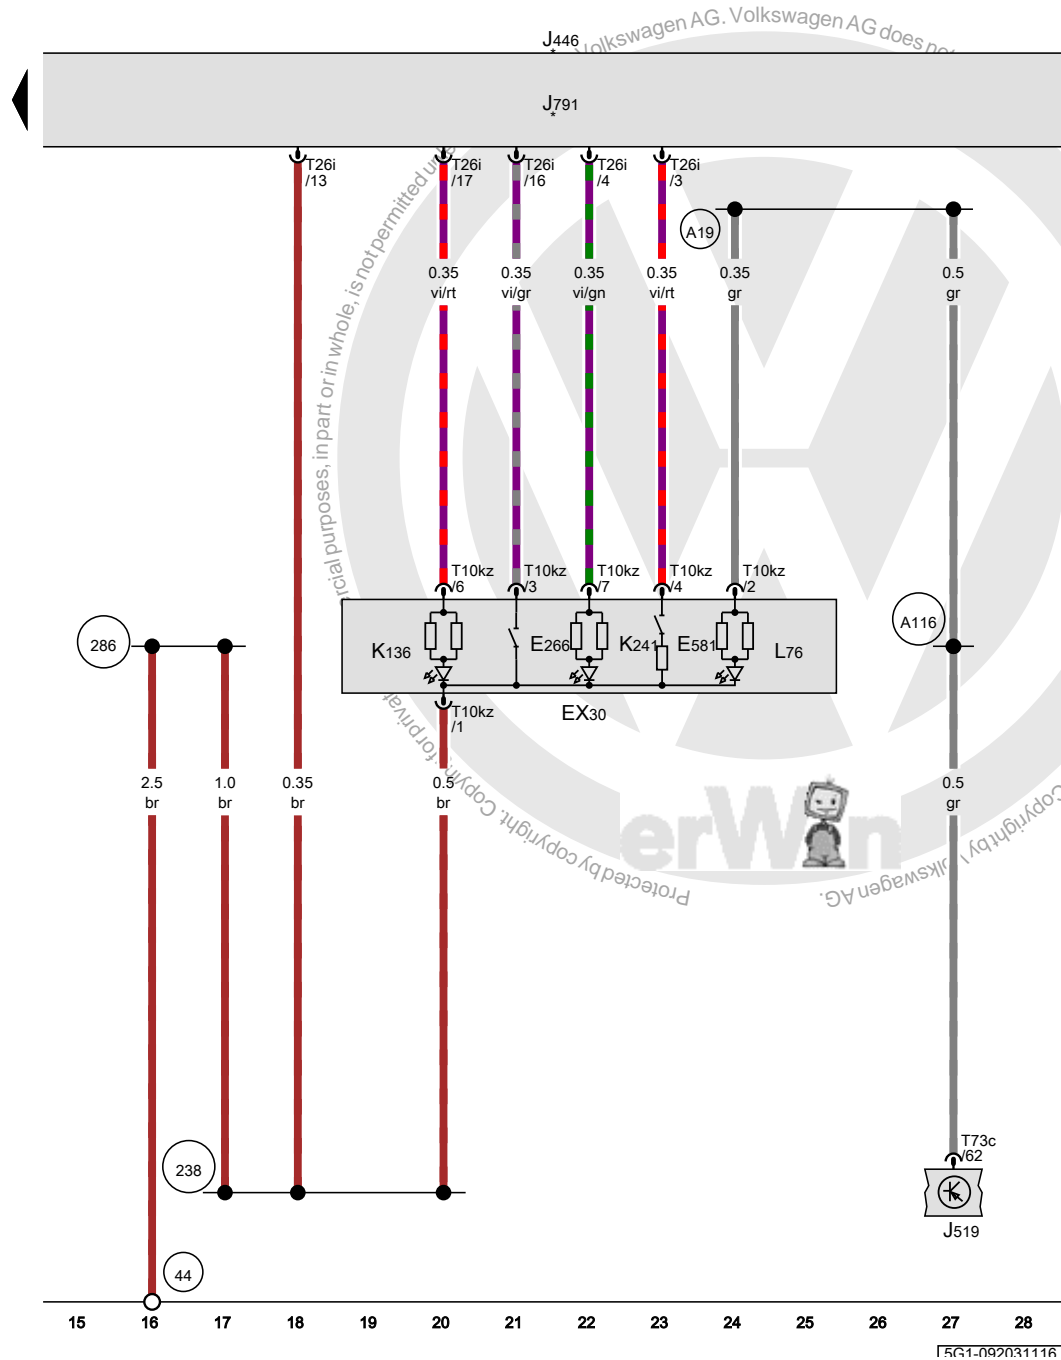 Volkswagen AG. Volkswagen AG does no
J446
*
J791
*
T26i
/13
T26i
/17
T26i
/16
T26i
/4
T26i
/3
A19
0.35
vi/rt
0.35
vi/gr
0.35
vi/gn
0.35
vi/rt
0.35
gr
0.5
gr
rcial purposes, in part or in whole, is not permitted un
T10kz
/6
T10kz
/3
T10kz
/7
T10kz
/4
T10kz
/2
286
A116
K136
E266
K241
E581
L76
T10kz
/1
EX30
2.5
br
1.0
br
0.35
br
0.5
br
0.5
gr
erWin
Protected by copyright. Copying for privat
Copyright by Volkswagen AG.
T73c
/62
238
J519
44
15 16 17 18 19 20 21 22 23 24 25 26 27 28
5G1-092031116